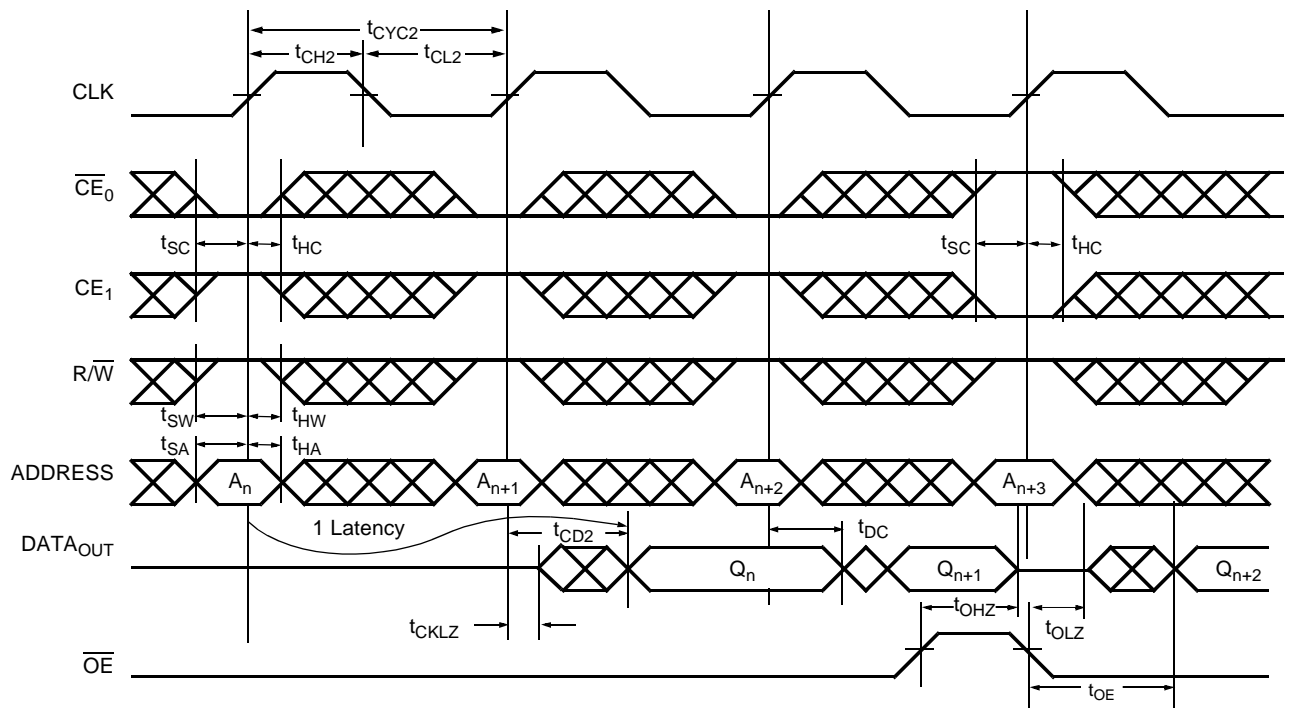 tCYC2
tCH2 tCL2
CLK
CE0
tSC tHC tSC tHC
CE1
R/W
tSW tHW
tSA tHA
ADDRESS An An+1 An+2 An+3
1 Latency tCD2 tDC
DATAOUT Qn Qn+1 Qn+2
tCKLZ tOHZ tOLZ
OE
tOE